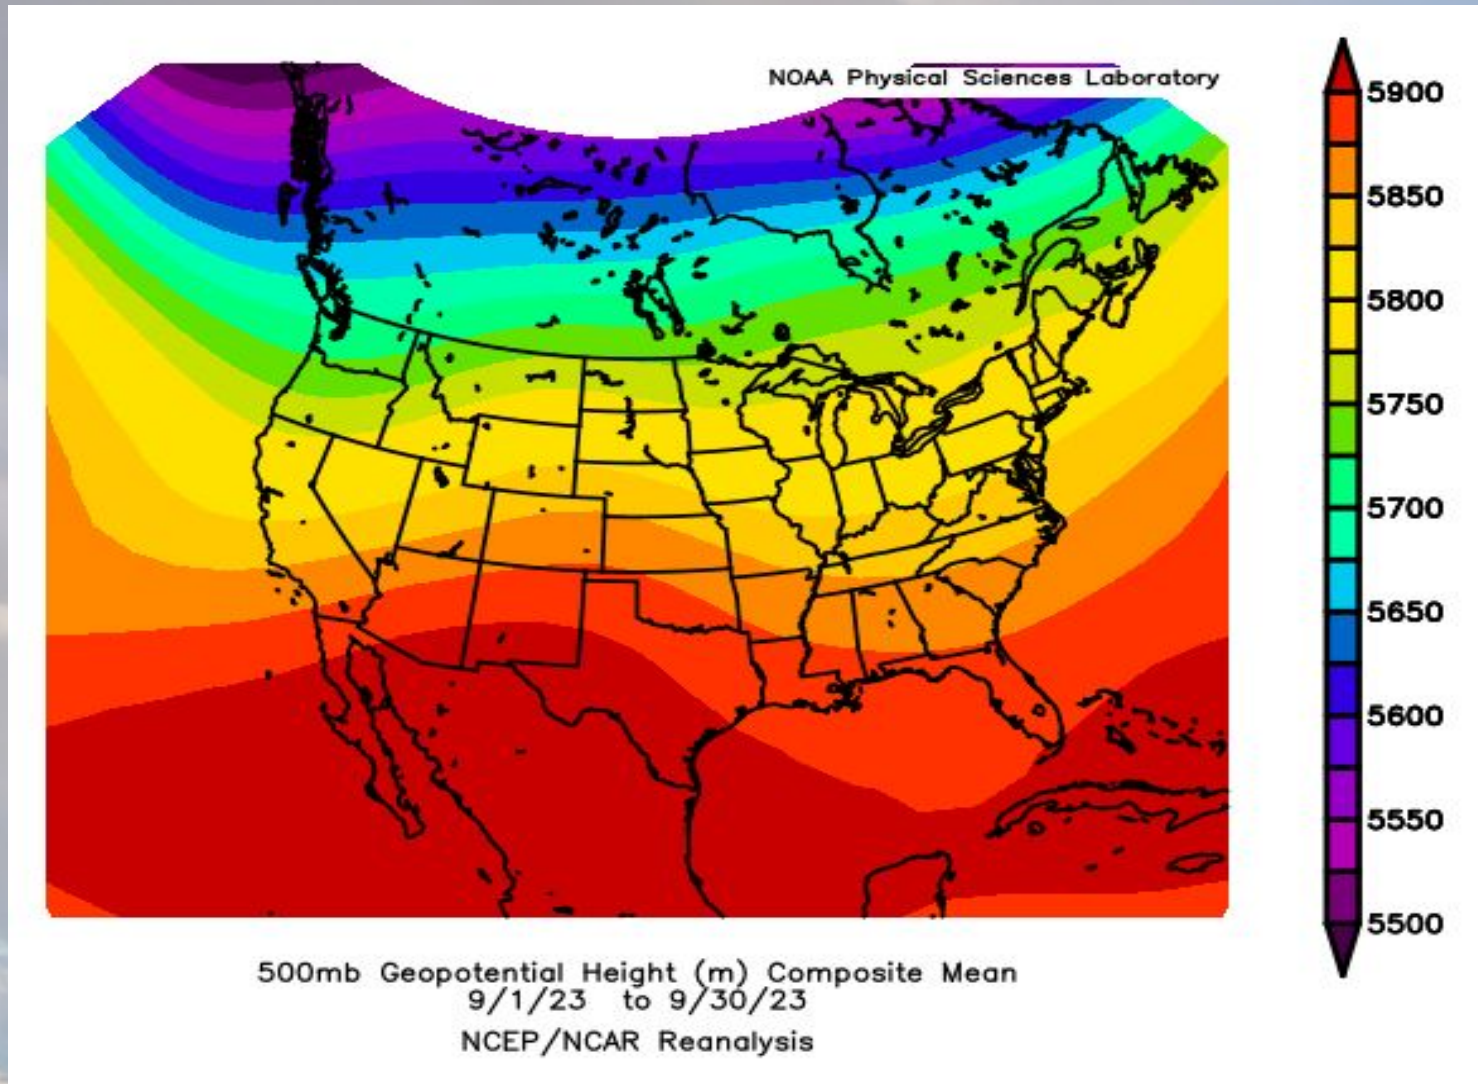 NOAA Physical Sciences Laboratory
5900
5850
5800
5750
5700
5650
5600
5550
5500
500mb Geopotential Height (m) Composite Mean
9/1/23 to 9/30/23
NCEP/NCAR Reanalysis